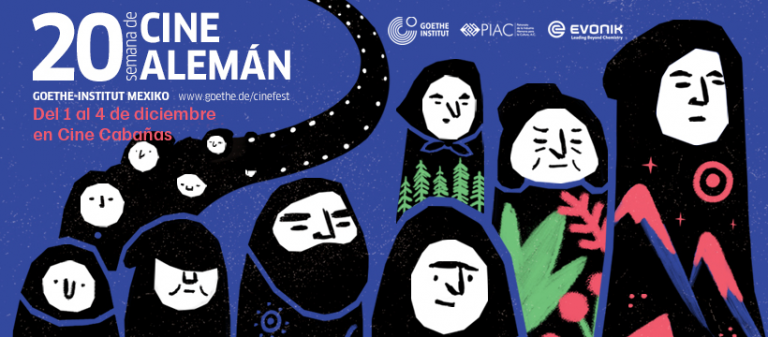 20 semana de CINE
ALEMÁN
GOETHE-INSTITUT MEXIKO www.goethe.de/cinefest
Del 1 al 4 de diciembre
en Cine Cabañas
GOETHE
INSTITUT
PIAC
EVONIK
Leading Beyond Chemistry